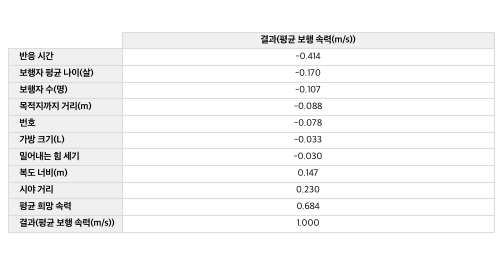 결과(평균 보행 속력(m/s))
반응 시간 -0.414
보행자 평균 나이(살) -0.170
보행자 수(명) -0.107
목적지까지 거리(m) -0.088
번호 -0.078
가방 크기(L) -0.033
밀어내는 힘 세기 -0.030
복도 너비(m) 0.147
시야 거리 0.230
평균 희망 속력 0.684
결과(평균 보행 속력(m/s)) 1.000